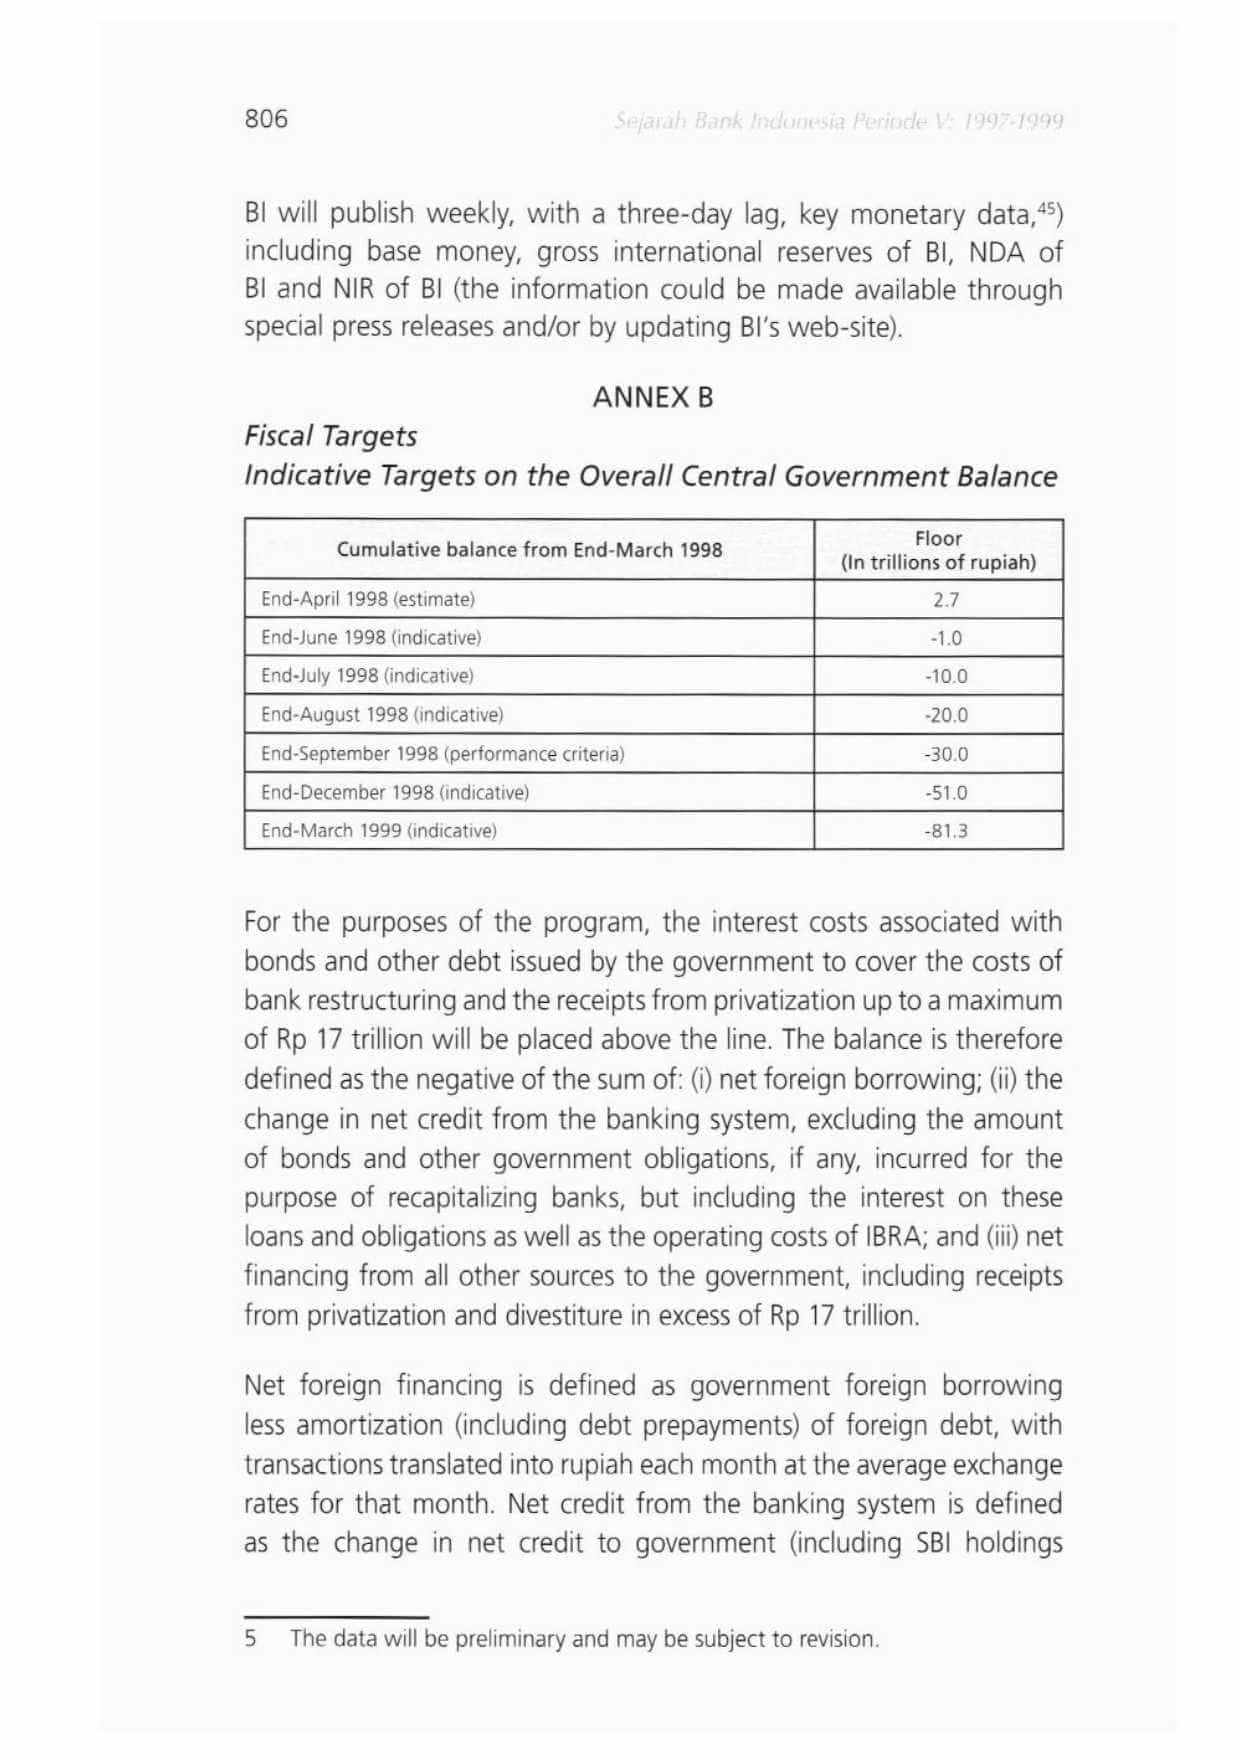 806
Sejarah Bank Indonesia Periode V: 1997-1999
BI will publish weekly, with a three-day lag, key monetary data,⁴⁵)
including base money, gross international reserves of BI, NDA of
BI and NIR of BI (the information could be made available through
special press releases and/or by updating BI's web-site).
ANNEX B
Fiscal Targets
Indicative Targets on the Overall Central Government Balance
Cumulative balance from End-March 1998
Floor
(In trillions of rupiah)
End-April 1998 (estimate) 2.7
End-June 1998 (indicative) -1.0
End-July 1998 (indicative) -10.0
End-August 1998 (indicative) -20.0
End-September 1998 (performance criteria) -30.0
End-December 1998 (indicative) -51.0
End-March 1999 (indicative) -81.3
For the purposes of the program, the interest costs associated with
bonds and other debt issued by the government to cover the costs of
bank restructuring and the receipts from privatization up to a maximum
of Rp 17 trillion will be placed above the line. The balance is therefore
defined as the negative of the sum of: (i) net foreign borrowing; (ii) the
change in net credit from the banking system, excluding the amount
of bonds and other government obligations, if any, incurred for the
purpose of recapitalizing banks, but including the interest on these
loans and obligations as well as the operating costs of IBRA; and (iii) net
financing from all other sources to the government, including receipts
from privatization and divestiture in excess of Rp 17 trillion.
Net foreign financing is defined as government foreign borrowing
less amortization (including debt prepayments) of foreign debt, with
transactions translated into rupiah each month at the average exchange
rates for that month. Net credit from the banking system is defined
as the change in net credit to government (including SBI holdings
5 The data will be preliminary and may be subject to revision.